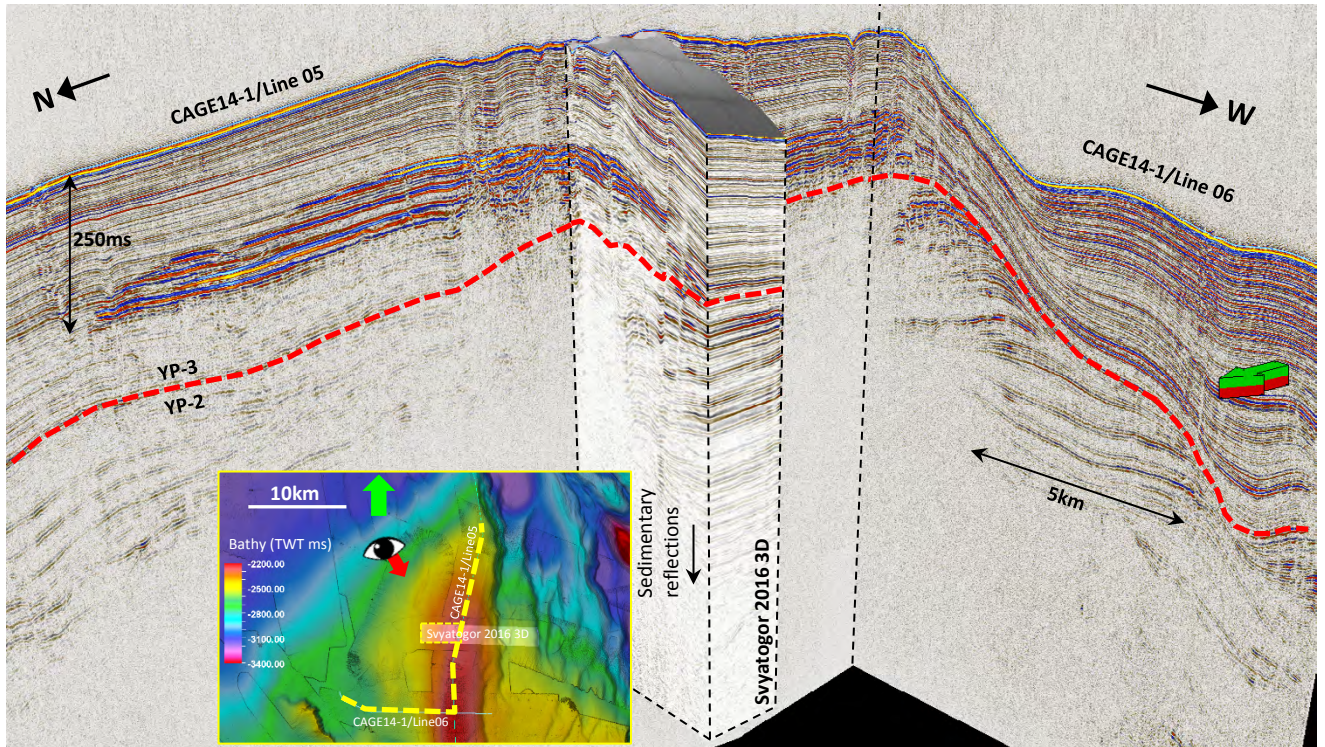 N
CAGE14-1/Line 05
W
CAGE14-1/Line 06
250ms
YP-3
YP-2
5km
Sedimentary
reflections
Svyatogor 2016 3D
10km
Bathy (TWT ms)
-2200.00
-2500.00
-2800.00
-3100.00
-3400.00
CAGE14-1/Line05
Svyatogor 2016 3D
CAGE14-1/Line06